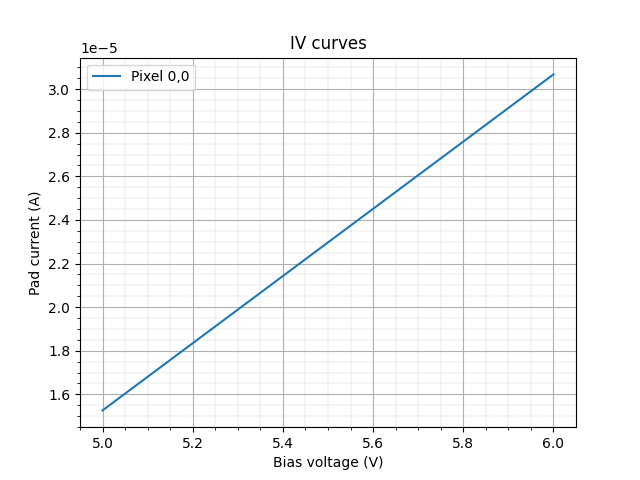 IV curves
1e−5
Pixel 0,0
3.0
2.8
2.6
2.4
2.2
2.0
1.8
1.6
Pad current (A)
5.0 5.2 5.4 5.6 5.8 6.0
Bias voltage (V)